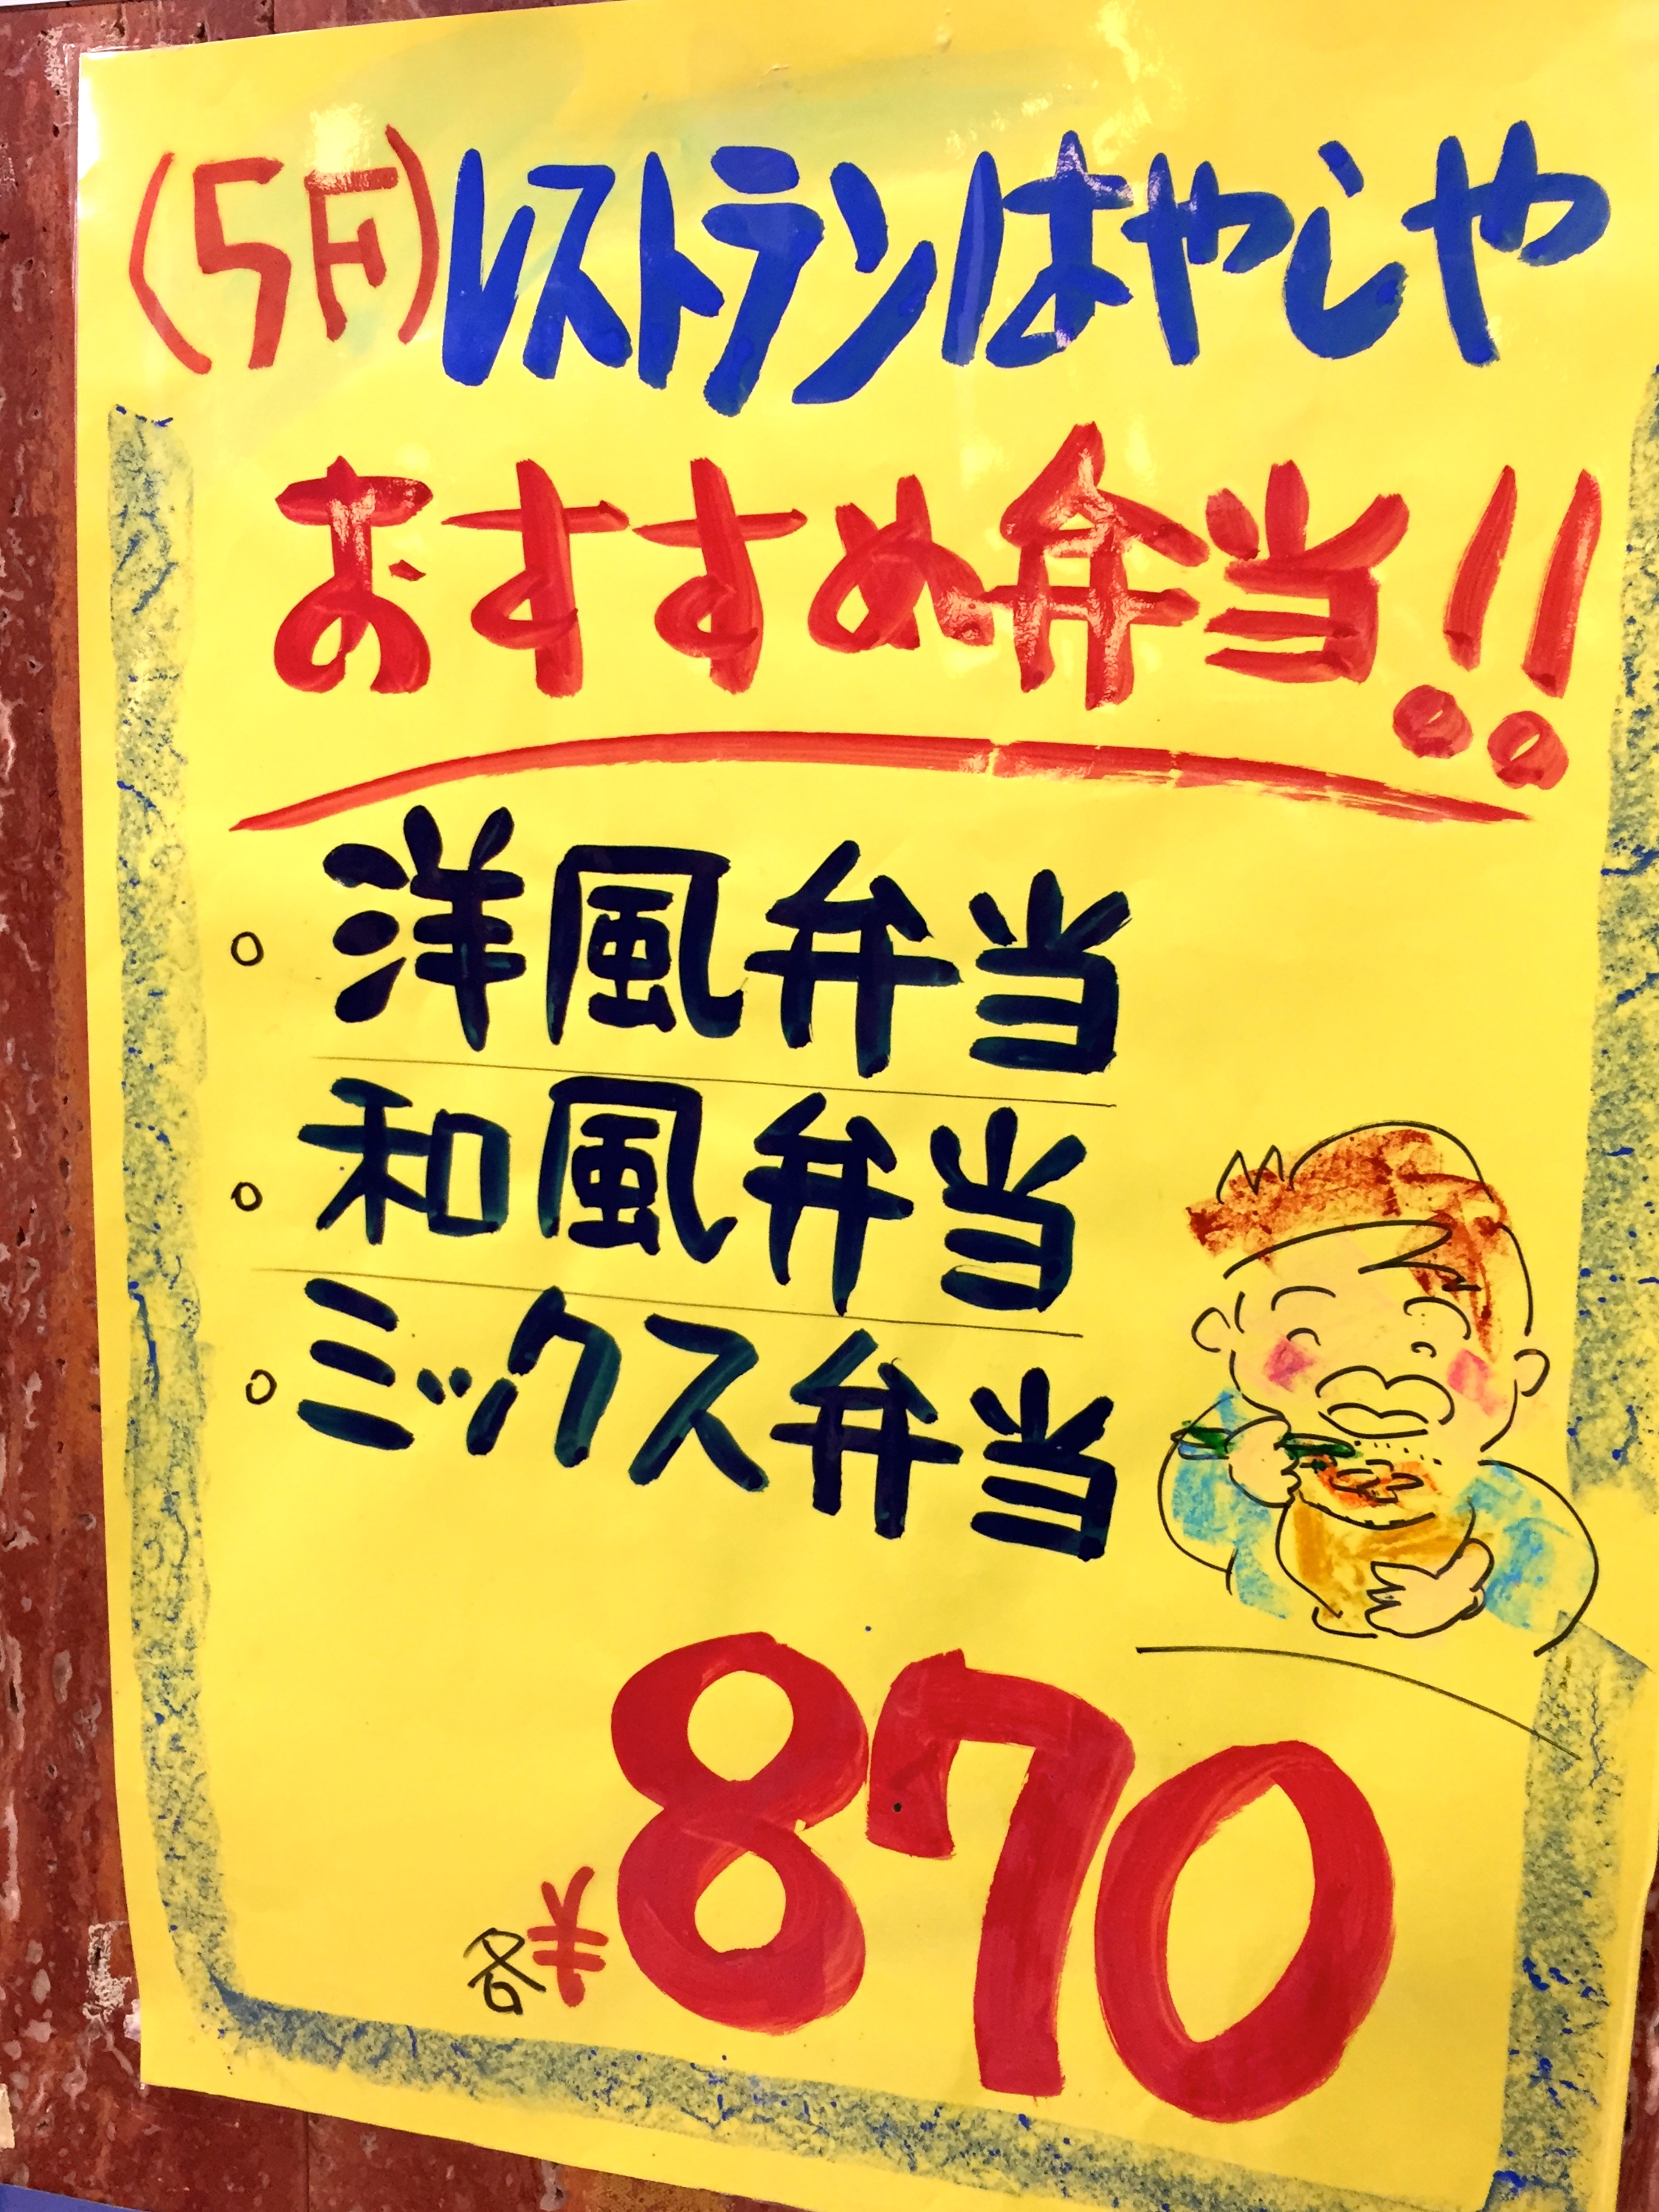 (5F)レストランはやしや
おすすめ弁当!!
○洋風弁当
○和風弁当
○ミックス弁当
各¥870